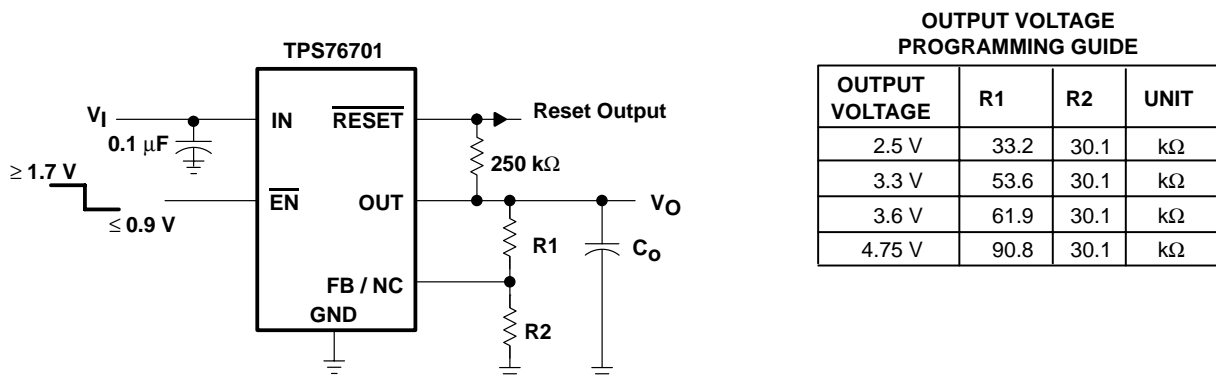 TPS76701
VI
0.1 μF
IN
RESET
Reset Output
250 kΩ
≥ 1.7 V
≤ 0.9 V
EN
OUT
VO
R1
Co
FB / NC
GND
R2
OUTPUT VOLTAGE
PROGRAMMING GUIDE
OUTPUT VOLTAGE R1 R2 UNIT
2.5 V 33.2 30.1 kΩ
3.3 V 53.6 30.1 kΩ
3.6 V 61.9 30.1 kΩ
4.75 V 90.8 30.1 kΩ